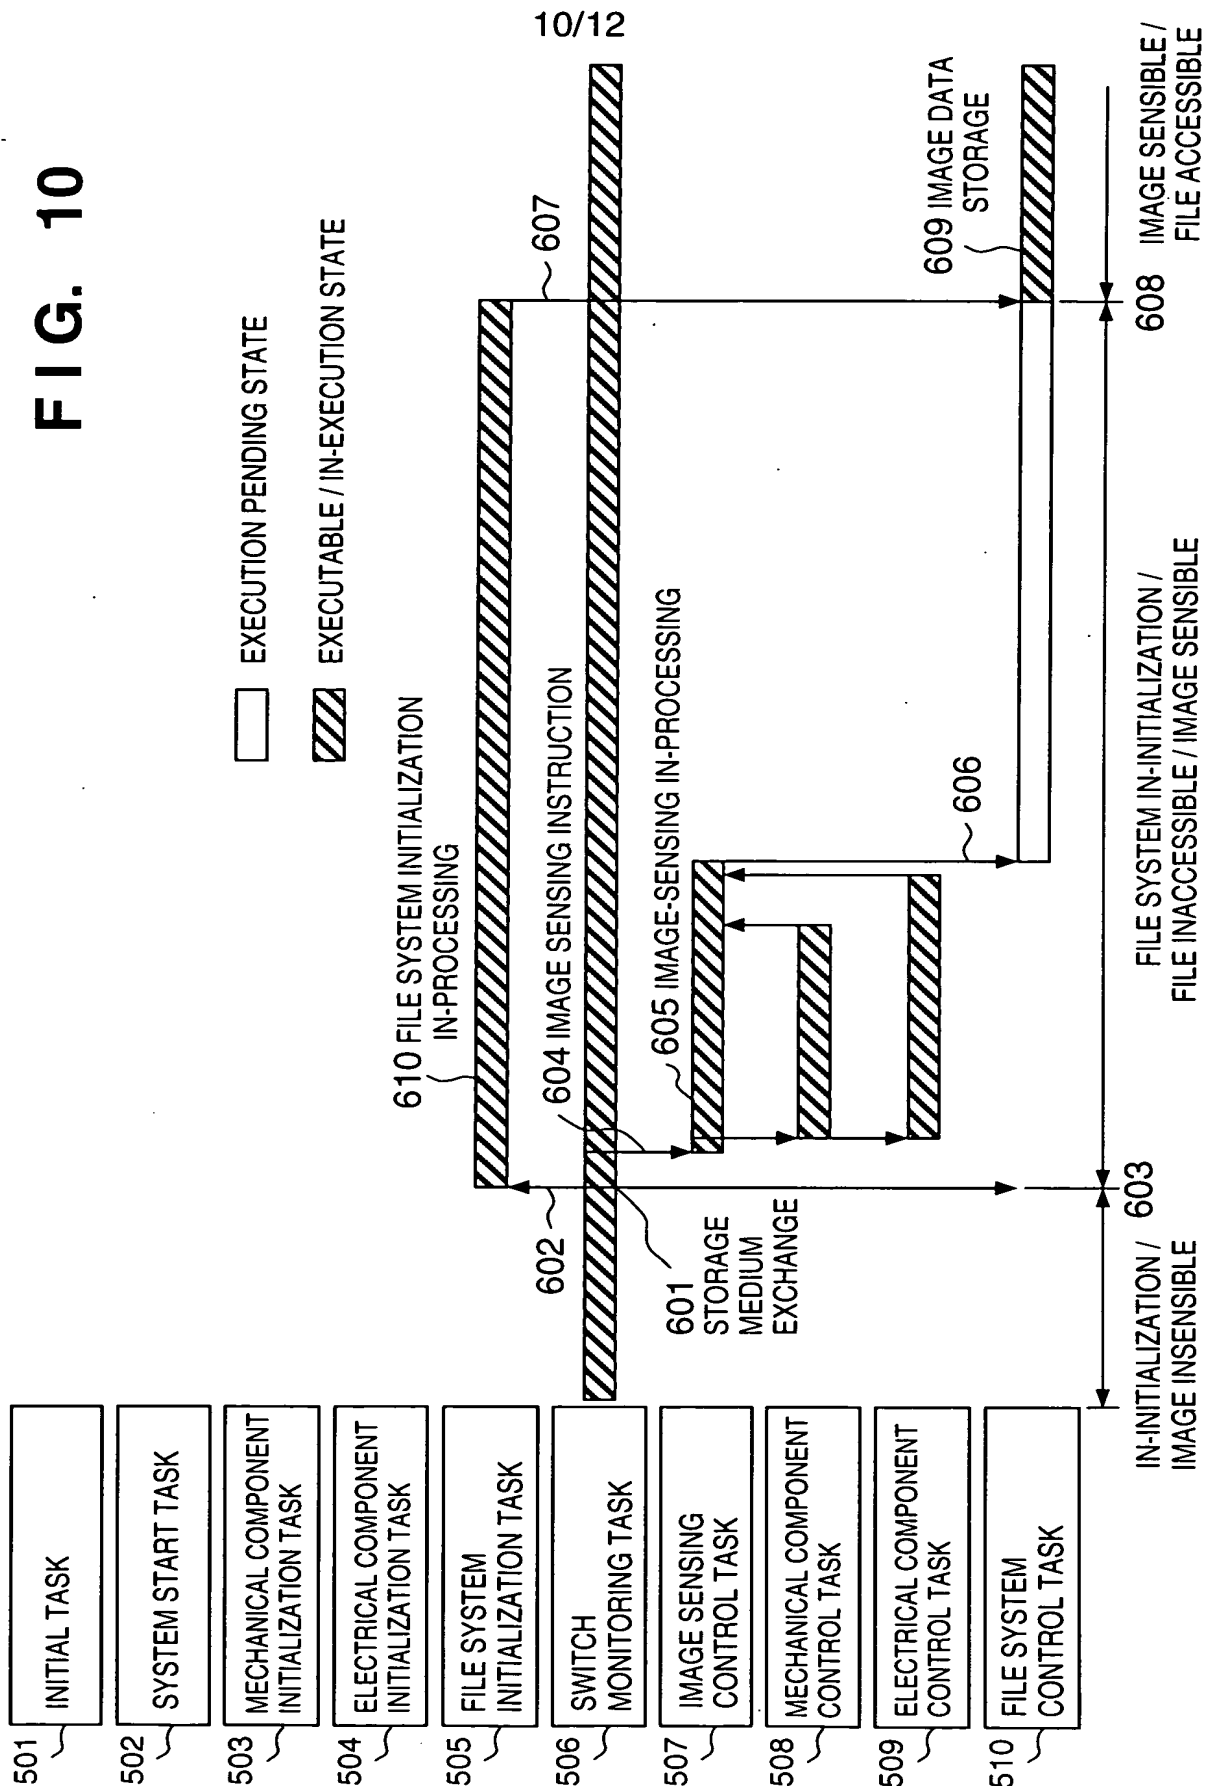 10/12
FIG. 10
EXECUTION PENDING STATE
EXECUTABLE / IN-EXECUTION STATE
501
INITIAL TASK
502
SYSTEM START TASK
503
MECHANICAL COMPONENT
INITIALIZATION TASK
504
ELECTRICAL COMPONENT
INITIALIZATION TASK
505
FILE SYSTEM
INITIALIZATION TASK
610 FILE SYSTEM INITIALIZATION
IN-PROCESSING
607
506
SWITCH
MONITORING TASK
602
604 IMAGE SENSING INSTRUCTION
601
STORAGE
MEDIUM
EXCHANGE
507
IMAGE SENSING
CONTROL TASK
605 IMAGE-SENSING IN-PROCESSING
508
MECHANICAL COMPONENT
CONTROL TASK
509
ELECTRICAL COMPONENT
CONTROL TASK
606
609 IMAGE DATA
STORAGE
510
FILE SYSTEM
CONTROL TASK
603
608
IN-INITIALIZATION /
IMAGE INSENSIBLE
FILE SYSTEM IN-INITIALIZATION /
FILE INACCESSIBLE / IMAGE SENSIBLE
IMAGE SENSIBLE /
FILE ACCESSIBLE